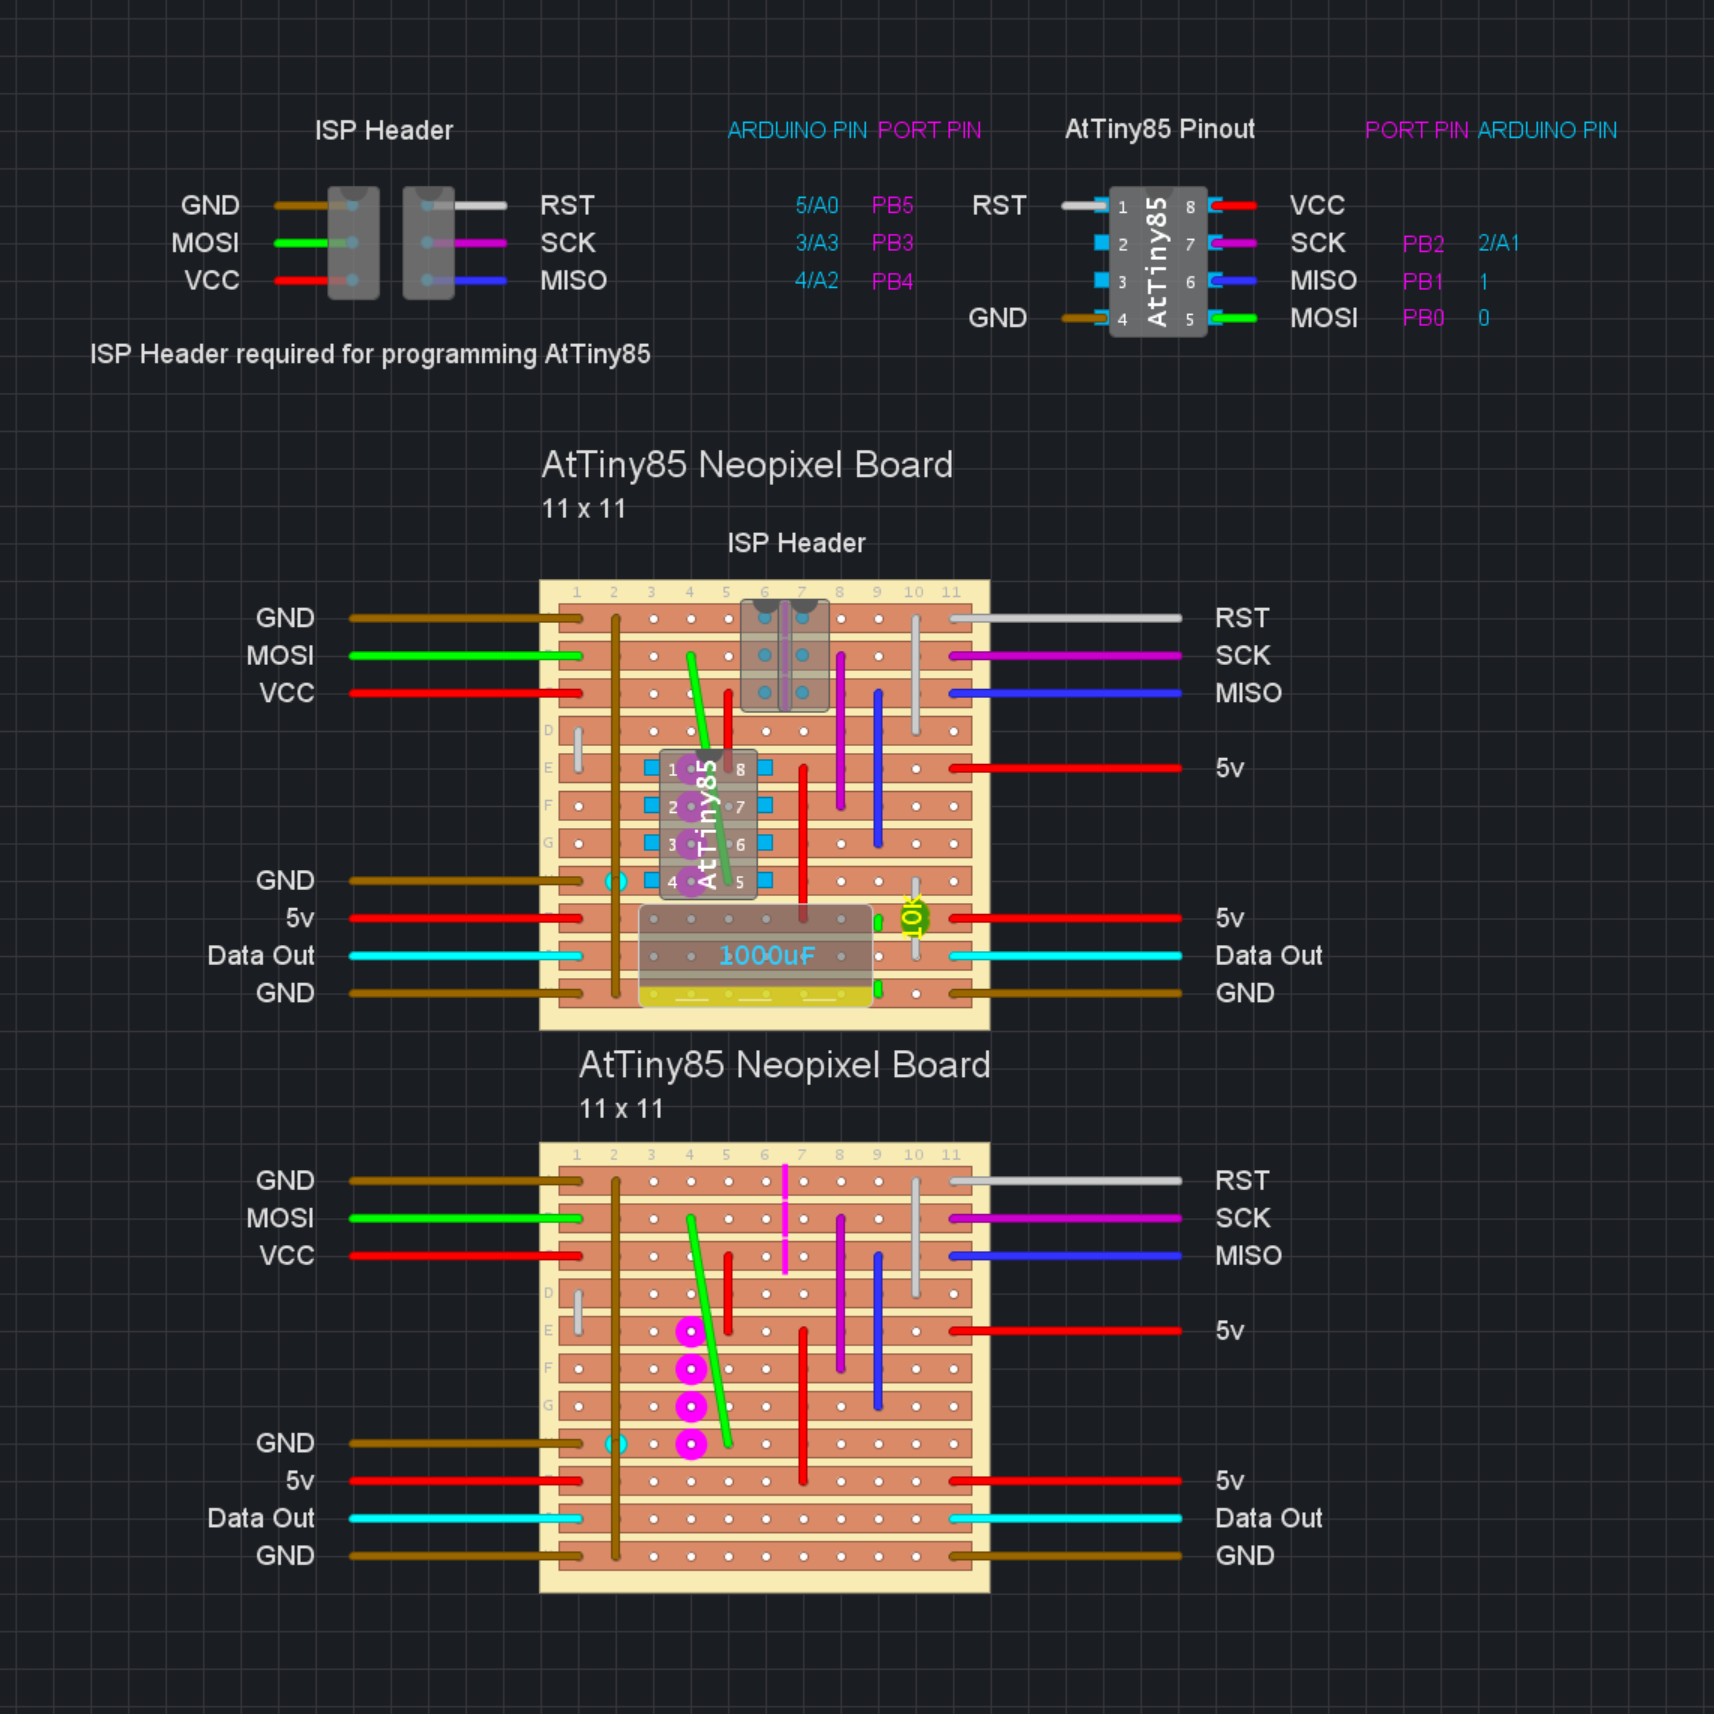 ISP Header
ARDUINO PIN PORT PIN
AtTiny85 Pinout
PORT PIN ARDUINO PIN
GND RST
MOSI SCK
VCC MISO
5/A0 PB5 RST 1 8 VCC
3/A3 PB3 2 7 SCK PB2 2/A1
4/A2 PB4 3 6 MISO PB1 1
GND 4 5 MOSI PB0 0
AtTiny85
ISP Header required for programming AtTiny85
AtTiny85 Neopixel Board
11 x 11
ISP Header
1 2 3 4 5 6 7 8 9 10 11
GND RST
MOSI SCK
VCC MISO
D
E 1 8 5v
F 2 7
G 3 6
GND 4 5
AtTiny85
5v 10K 5v
Data Out 1000uF Data Out
GND GND
AtTiny85 Neopixel Board
11 x 11
1 2 3 4 5 6 7 8 9 10 11
GND RST
MOSI SCK
VCC MISO
D
E 5v
F
G
GND
5v 5v
Data Out Data Out
GND GND